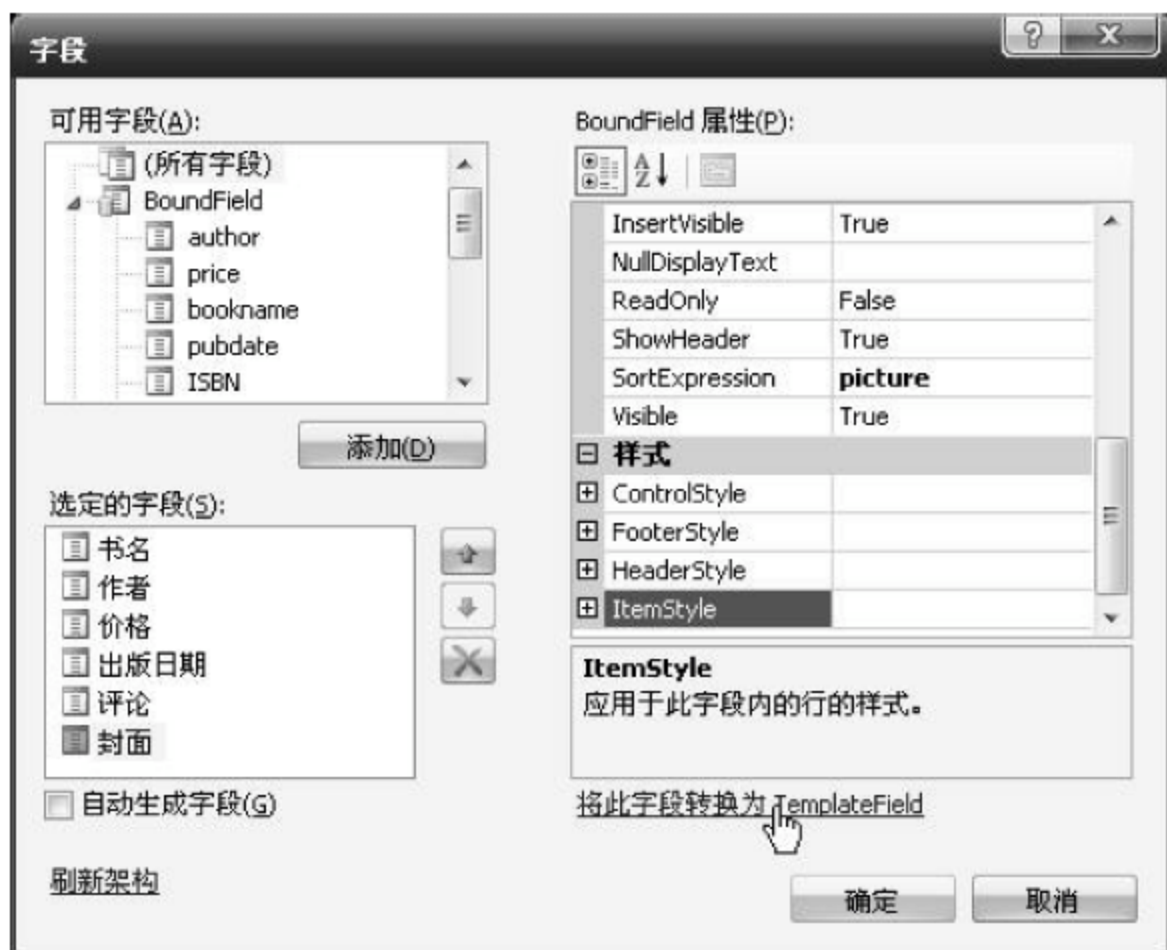 字段
可用字段(A):
(所有字段)
BoundField
author
price
bookname
pubdate
ISBN
添加(D)
选定的字段(S):
书名
作者
价格
出版日期
评论
封面
自动生成字段(G)
刷新架构
BoundField 属性(P):
InsertVisible True
NullDisplayText
ReadOnly False
ShowHeader True
SortExpression picture
Visible True
样式
ControlStyle
FooterStyle
HeaderStyle
ItemStyle
ItemStyle
应用于此字段内的行的样式。
将此字段转换为 TemplateField
确定 取消